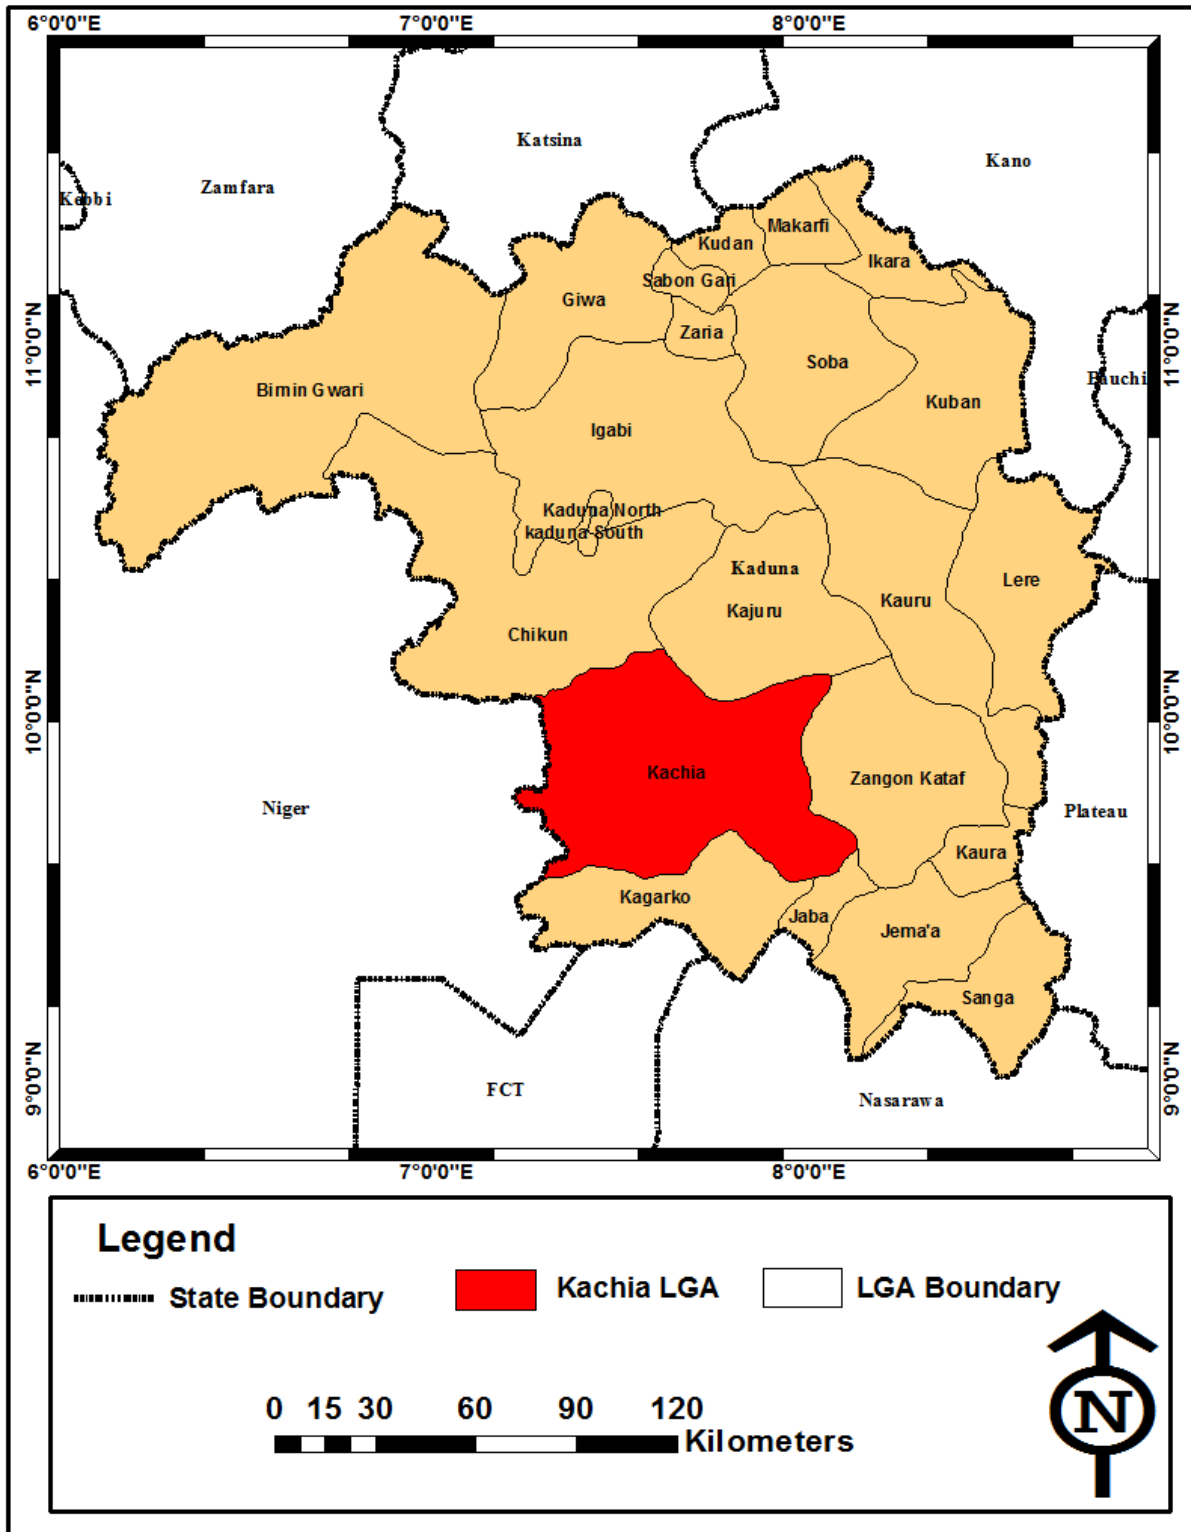 6°0'0"E 7°0'0"E 8°0'0"E
Katsina
Kano
Zamfara
Kebbi
Makarfi
Kudan
Ikara
Sabon Gari
Giwa
Zaria
11°0'0"N
11°0'0"N
Soba
Bauchi
Birnin Gwari
Kuban
Igabi
Kaduna North
kaduna South
Kaduna
Lere
Kauru
Kajuru
Chikun
10°0'0"N
10°0'0"N
Kachia
Zangon Kataf
Niger
Plateau
Kaura
Kagarko
Jaba
Jema'a
Sanga
9°0'0"N
9°0'0"N
FCT
Nasarawa
6°0'0"E 7°0'0"E 8°0'0"E
Legend
State Boundary Kachia LGA LGA Boundary
0 15 30 60 90 120
Kilometers
N